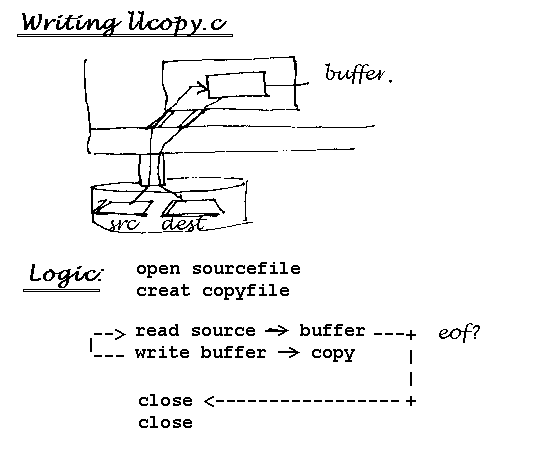 Writing llcopy.c
buffer.
src dest
Logic: open sourcefile
creat copyfile
--> read source → buffer ---+ eof?
--- write buffer → copy |
|
close <-----------------+
close